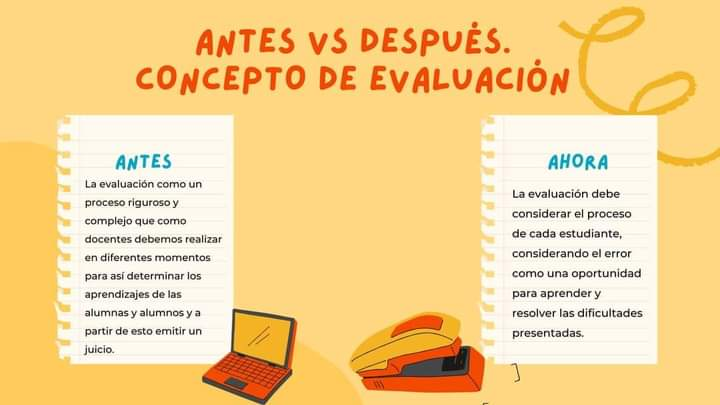 ANTES VS DESPUÉS.
CONCEPTO DE EVALUACIÓN
ANTES
La evaluación como un
proceso riguroso y
complejo que como
docentes debemos realizar
en diferentes momentos
para así determinar los
aprendizajes de las
alumnas y alumnos y a
partir de esto emitir un
juicio.
AHORA
La evaluación debe
considerar el proceso
de cada estudiante,
considerando el error
como una oportunidad
para aprender y
resolver las dificultades
presentadas.